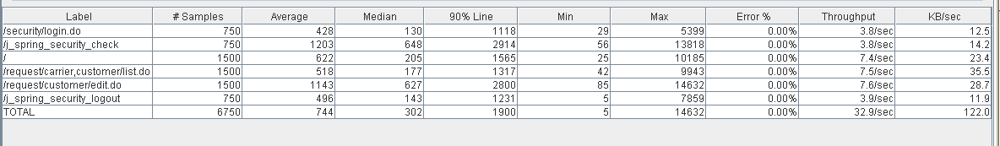 Label # Samples Average Median 90% Line Min Max Error % Throughput KB/sec
/security/login.do 750 428 130 1118 29 5399 0.00% 3.8/sec 12.5
/j_spring_security_check 750 1203 648 2914 56 13818 0.00% 3.8/sec 14.2
/ 1500 622 205 1565 25 10185 0.00% 7.4/sec 23.4
/request/carrier,customer/list.do 1500 518 177 1317 42 9943 0.00% 7.5/sec 35.5
/request/customer/edit.do 1500 1143 627 2800 85 14632 0.00% 7.6/sec 28.7
/j_spring_security_logout 750 496 143 1231 5 7859 0.00% 3.9/sec 11.9
TOTAL 6750 744 302 1900 5 14632 0.00% 32.9/sec 122.0